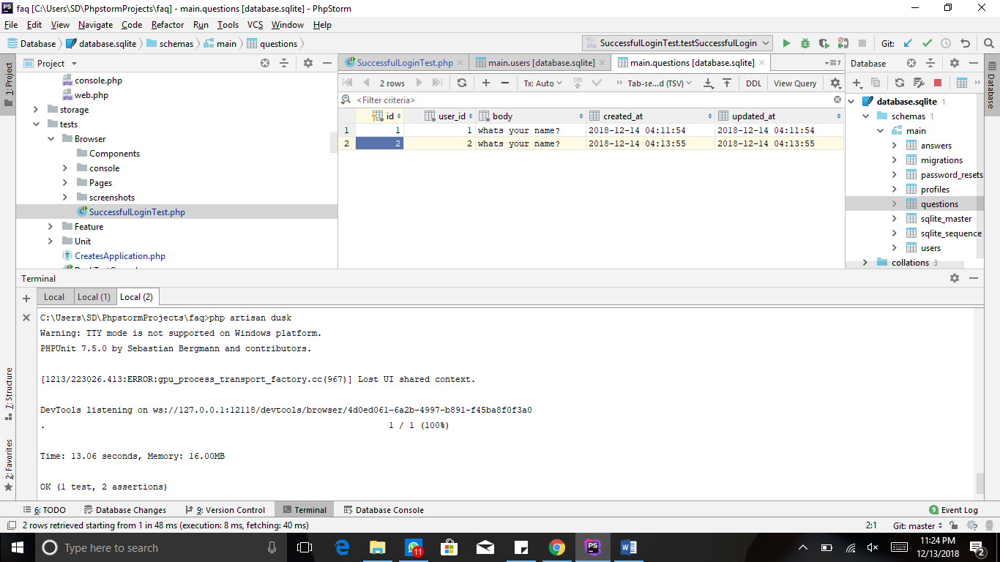 faq [C:\Users\SD\PhpstormProjects\faq] - main.questions [database.sqlite] - PhpStorm
File Edit View Navigate Code Refactor Run Tools VCS Window Help
Database database.sqlite schemas main questions SuccessfulLoginTest.testSuccessfulLogin Git:
1: Project
Project
console.php
web.php
storage
tests
Browser
Components
console
Pages
screenshots
SuccessfulLoginTest.php
Feature
Unit
CreatesApplication.php
SuccessfulLoginTest.php main.users [database.sqlite] main.questions [database.sqlite]
2 rows Tx: Auto DB Tab-se...d (TSV) DDL View Query
<Filter criteria>
id user_id body created_at updated_at
1 1 1 whats your name? 2018-12-14 04:11:54 2018-12-14 04:11:54
2 2 2 whats your name? 2018-12-14 04:13:55 2018-12-14 04:13:55
Database
database.sqlite 1
schemas 1
main
answers
migrations
password_resets
profiles
questions
sqlite_master
sqlite_sequence
users
collations 3
Database
Terminal
Local Local (1) Local (2)
C:\Users\SD\PhpstormProjects\faq>php artisan dusk
Warning: TTY mode is not supported on Windows platform.
PHPUnit 7.5.0 by Sebastian Bergmann and contributors.
[1213/223026.413:ERROR:gpu_process_transport_factory.cc(967)] Lost UI shared context.
DevTools listening on ws://127.0.0.1:12118/devtools/browser/4d0ed061-6a2b-4997-b891-f45ba8f0f3a0
. 1 / 1 (100%)
Time: 13.06 seconds, Memory: 16.00MB
OK (1 test, 2 assertions)
7: Structure
2: Favorites
6: TODO Database Changes 9: Version Control Terminal Database Console 9 Event Log
2 rows retrieved starting from 1 in 48 ms (execution: 8 ms, fetching: 40 ms) 2:1 Git: master
Type here to search 11 PS 11:24 PM
12/13/2018 2